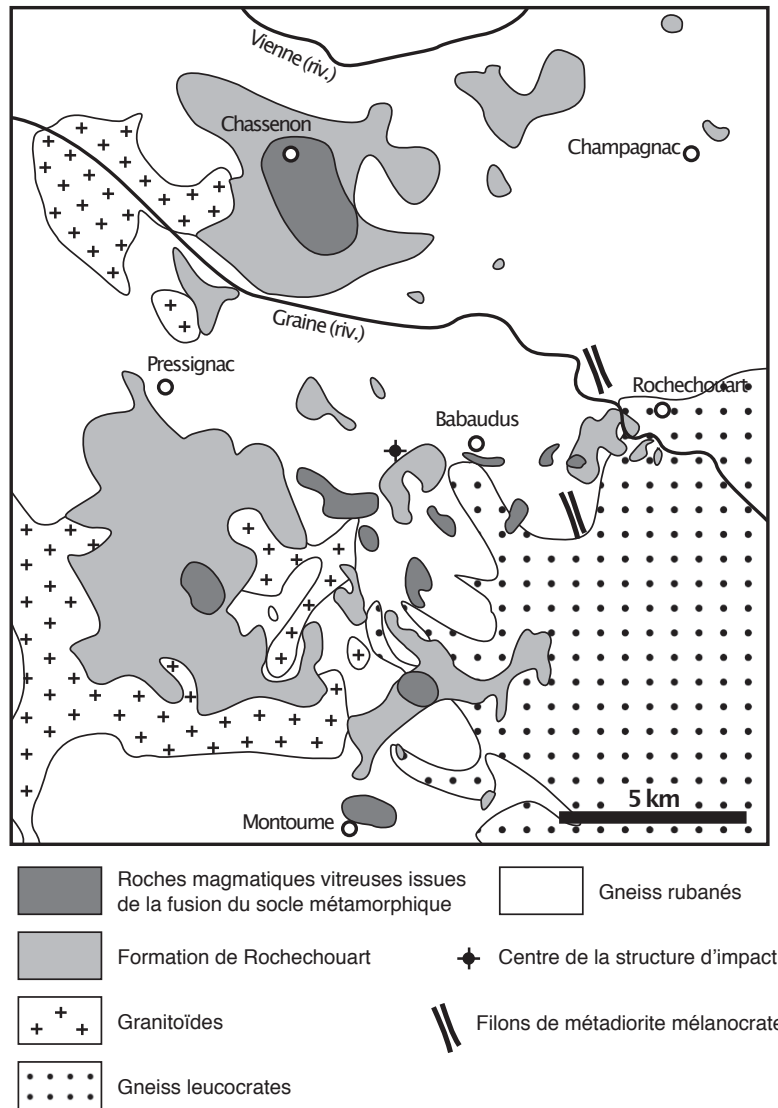 Vienne (riv.)
Chassenon
Champagnac
Graine (riv.)
Pressignac
Rochechouart
Babaudus
5 km
Montoume
Roches magmatiques vitreuses issues
de la fusion du socle métamorphique
Gneiss rubanés
Formation de Rochechouart
Centre de la structure d'impact
Granitoïdes
Filons de métadiorite mélanocrate
Gneiss leucocrates